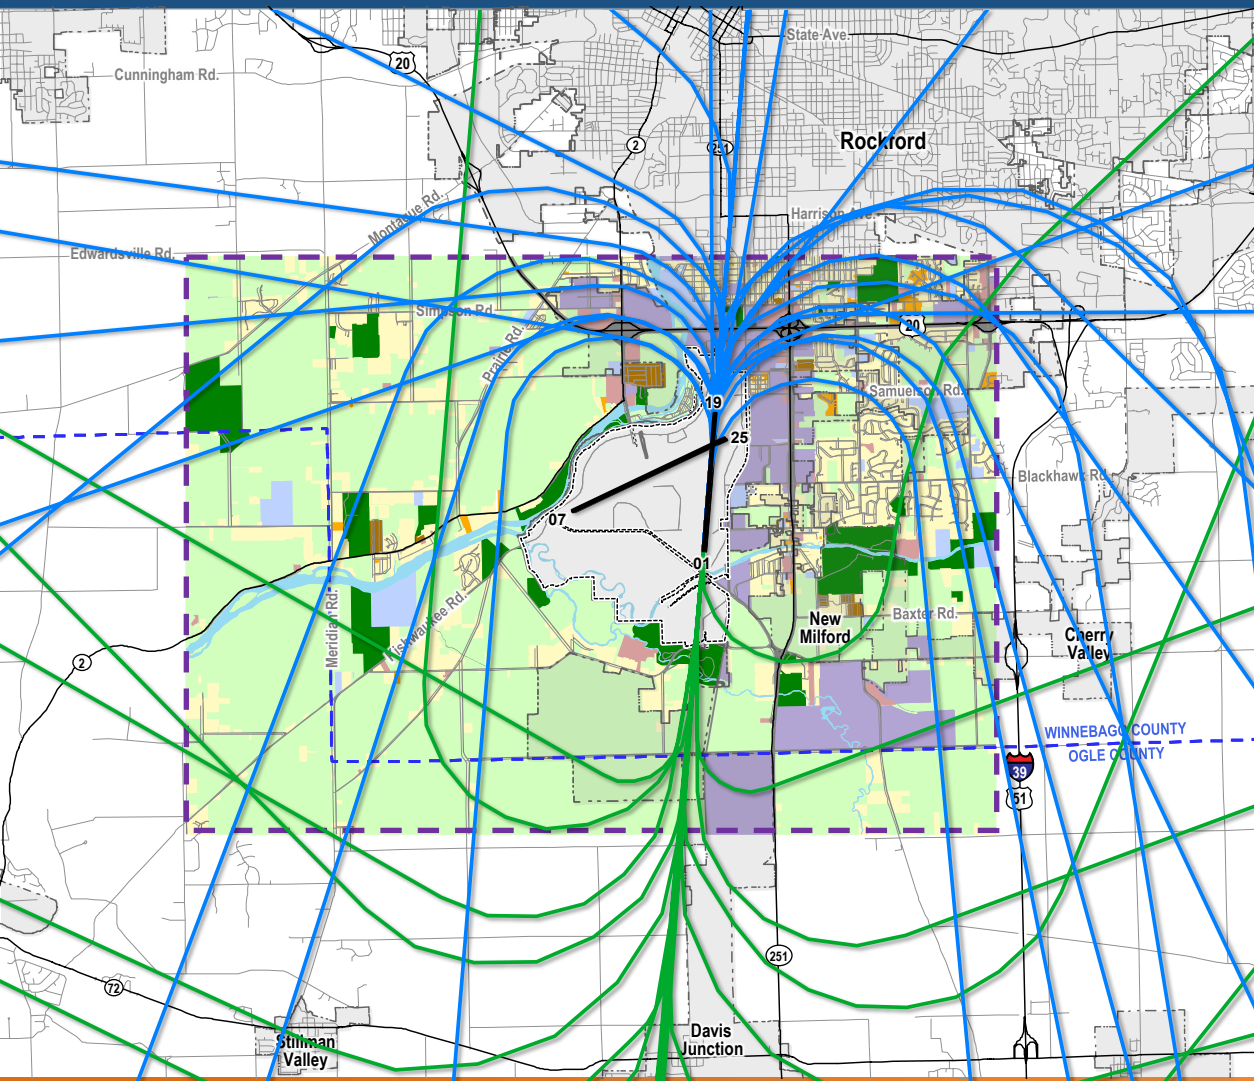 State Ave.
20
Cunningham Rd.
Rockford
2
251
Montague Rd.
Harrison Ave.
Edwardsville Rd.
Simpson Rd.
20
Prairie Rd.
Samuelson Rd.
19
25
Blackhawk Rd.
07
01
Meridian Rd.
Kishwaukee Rd.
New
Milford
Baxter Rd.
Cherry
Valley
2
WINNEBAGO COUNTY
OGLE COUNTY
39
51
251
72
Stillman
Valley
Davis
Junction